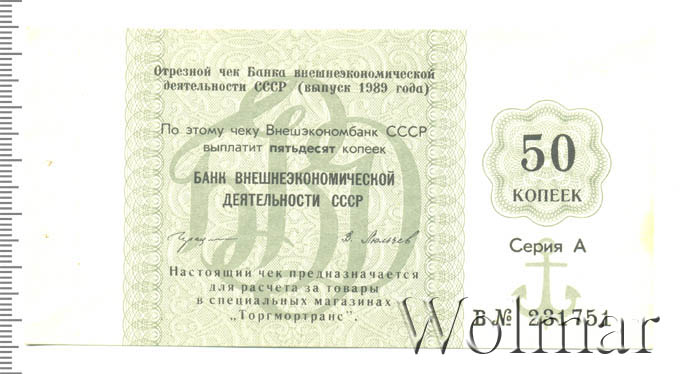 Отрезной чек Банка внешнеэкономической
деятельности СССР (выпуск 1989 года)
По этому чеку Внешэкономбанк СССР
выплатит пятьдесят копеек
БАНК ВНЕШНЕЭКОНОМИЧЕСКОЙ
ДЕЯТЕЛЬНОСТИ СССР
Настоящий чек предназначается
для расчета за товары
в специальных магазинах
„Торгмортранс".
БВД
50
КОПЕЕК
Серия А
В № 231751
Wolmar